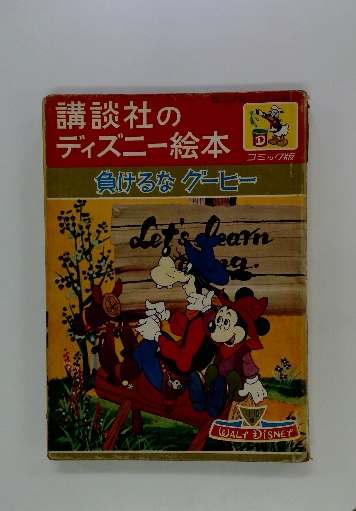 講談社の
ディズニー絵本
D
コミック版
負けるな グーヒー
Let's Learn
WALT DISNEY